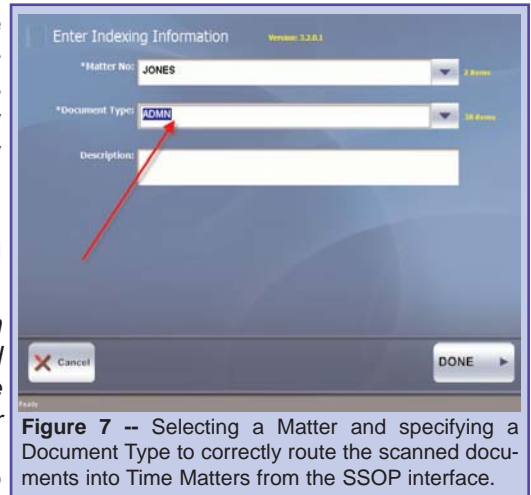 Enter Indexing Information Version: 3.2.0.1
*Matter No: JONES 2 Items
*Document Type: ADMN 38 Items
Description:
Cancel DONE
Ready
Figure 7 -- Selecting a Matter and specifying a
Document Type to correctly route the scanned docu-
ments into Time Matters from the SSOP interface.